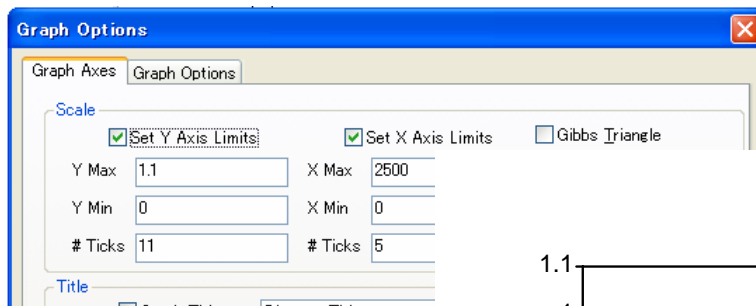 Graph Options
Graph Axes Graph Options
Scale
Set Y Axis Limits Set X Axis Limits Gibbs Triangle
Y Max 1.1 X Max 2500
Y Min 0 X Min 0
# Ticks 11 # Ticks 5
1.1
Title